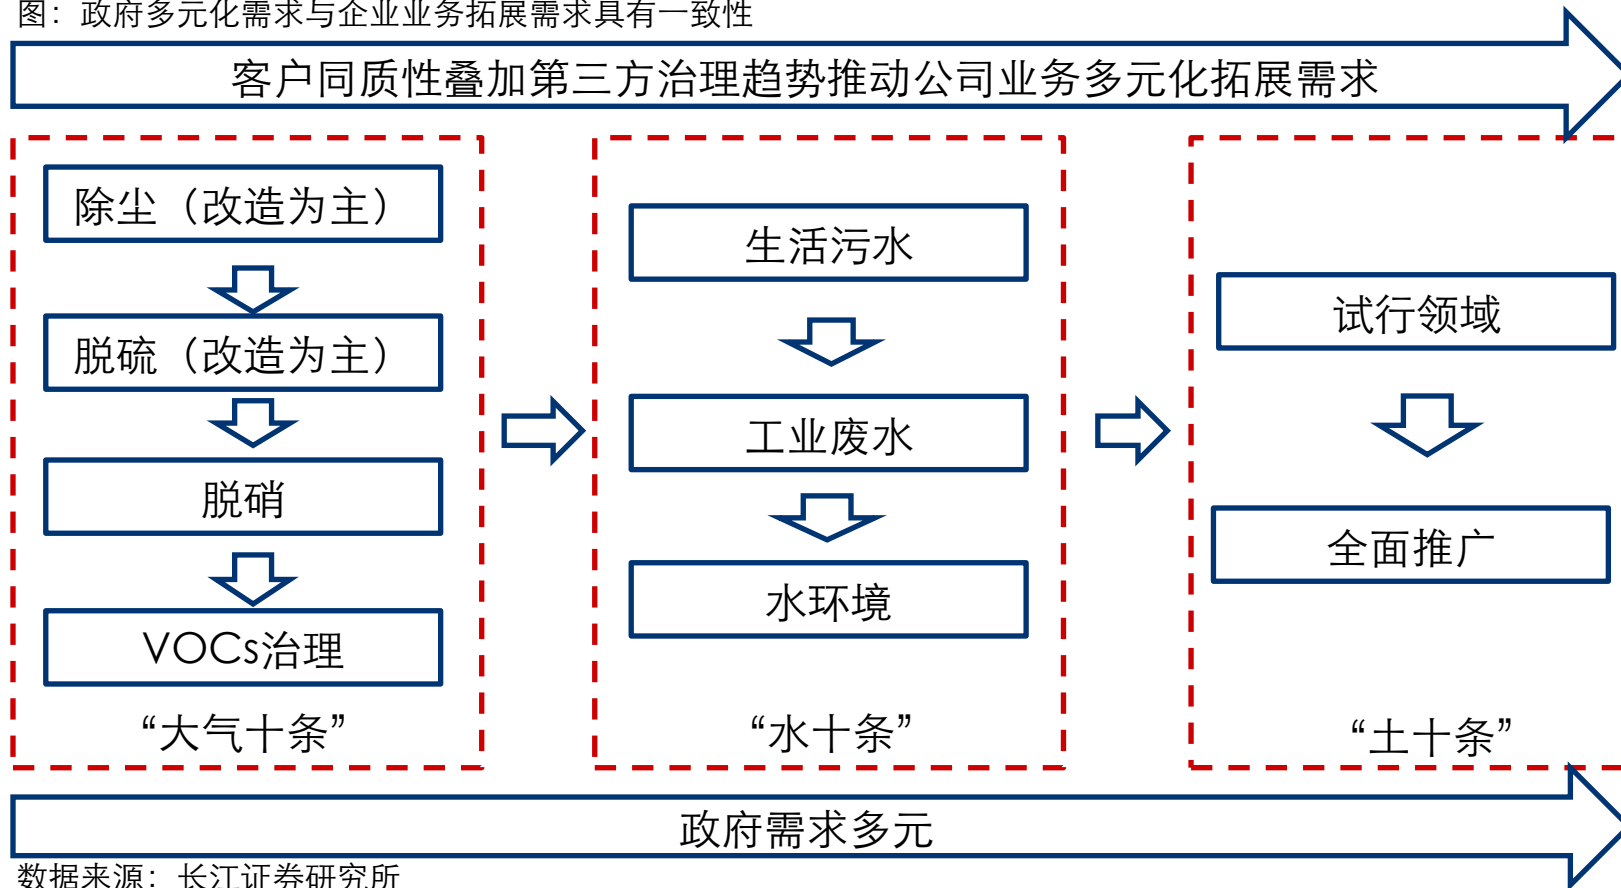 图：政府多元化需求与企业业务拓展需求具有一致性
客户同质性叠加第三方治理趋势推动公司业务多元化拓展需求
除尘（改造为主）
脱硫（改造为主）
脱硝
VOCs治理
“大气十条”
生活污水
工业废水
水环境
“水十条”
试行领域
全面推广
“土十条”
政府需求多元
数据来源：长江证券研究所